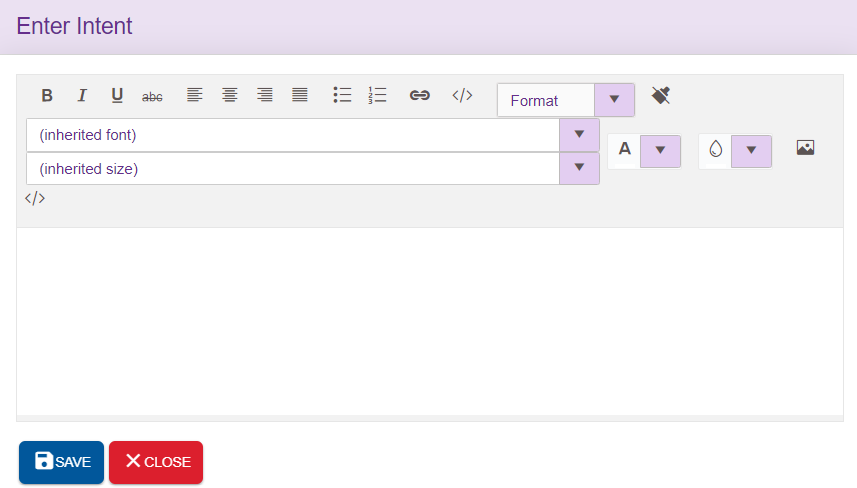 Enter Intent
B I U abc Format
(inherited font)
A
(inherited size)
SAVE CLOSE